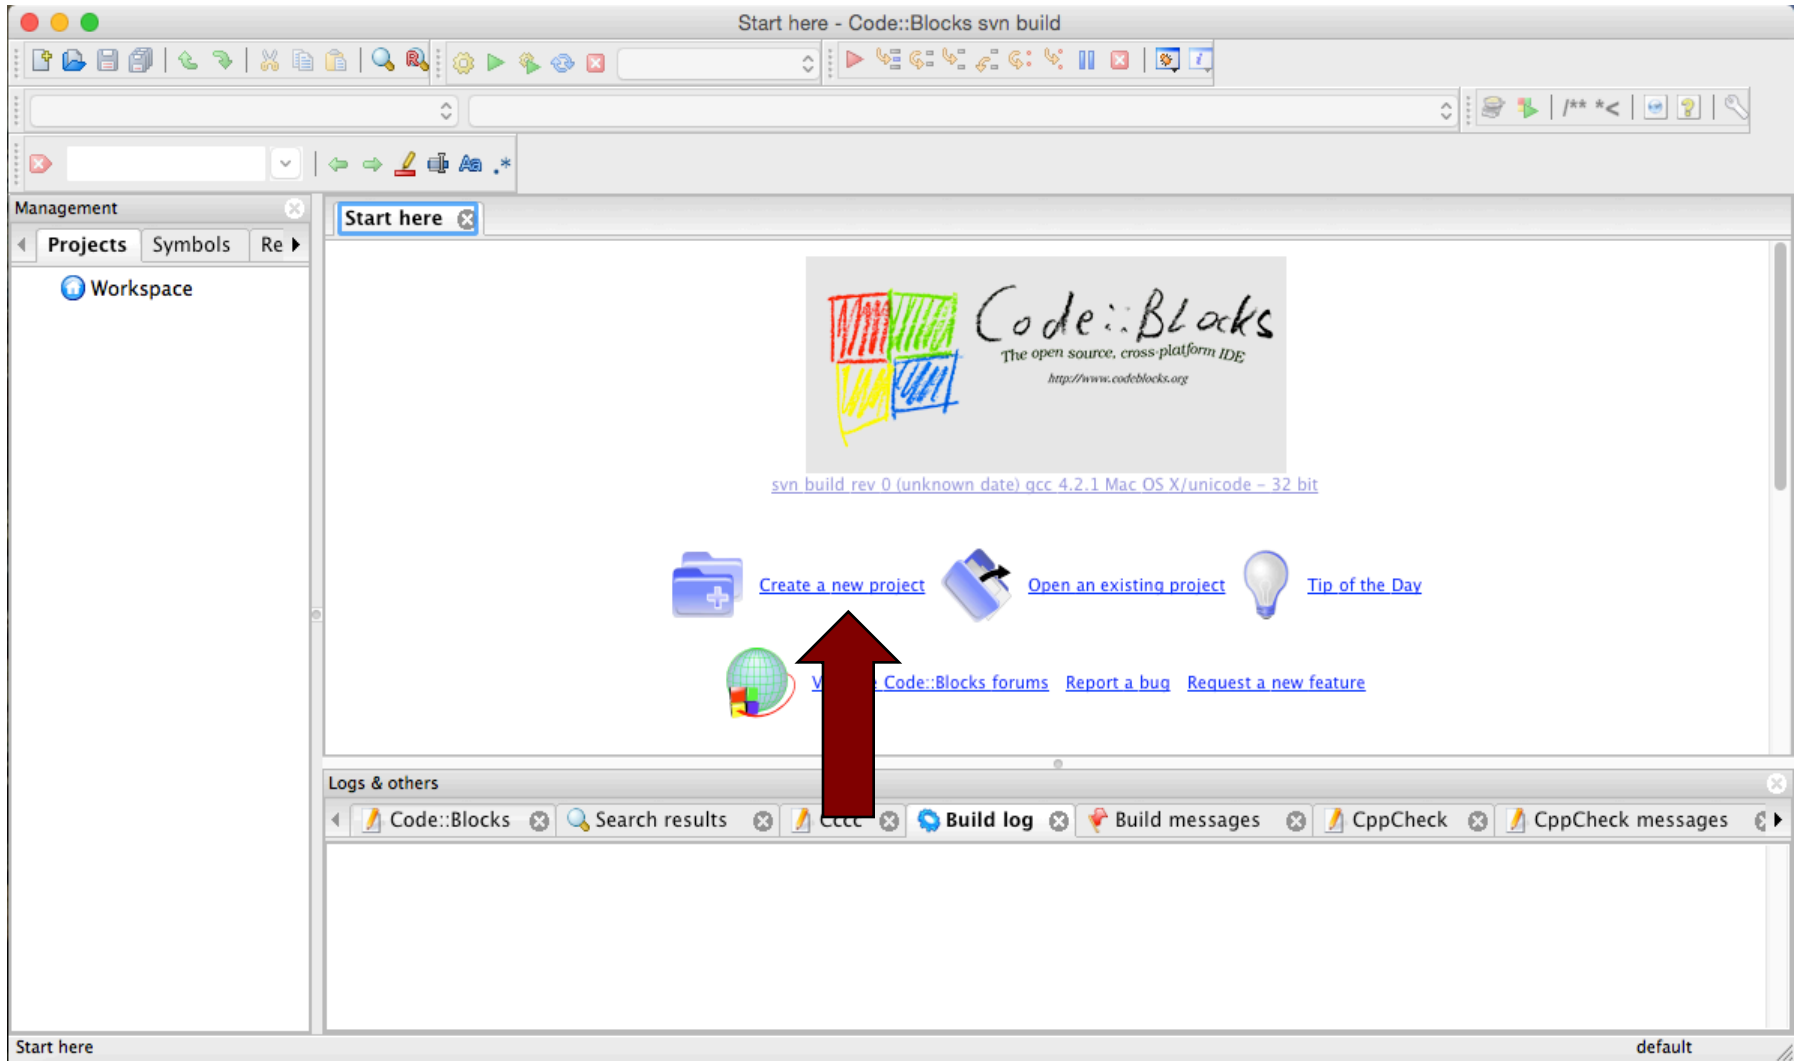 Start here - Code::Blocks svn build
/** *<
Management
Projects Symbols Re
Workspace
Start here
Code::Blocks
The open source, cross-platform IDE
http://www.codeblocks.org
svn build rev 0 (unknown date) gcc 4.2.1 Mac OS X/unicode – 32 bit
Create a new project Open an existing project Tip of the Day
Code::Blocks forums Report a bug Request a new feature
Logs & others
Code::Blocks Search results Cccc Build log Build messages CppCheck CppCheck messages
Start here default